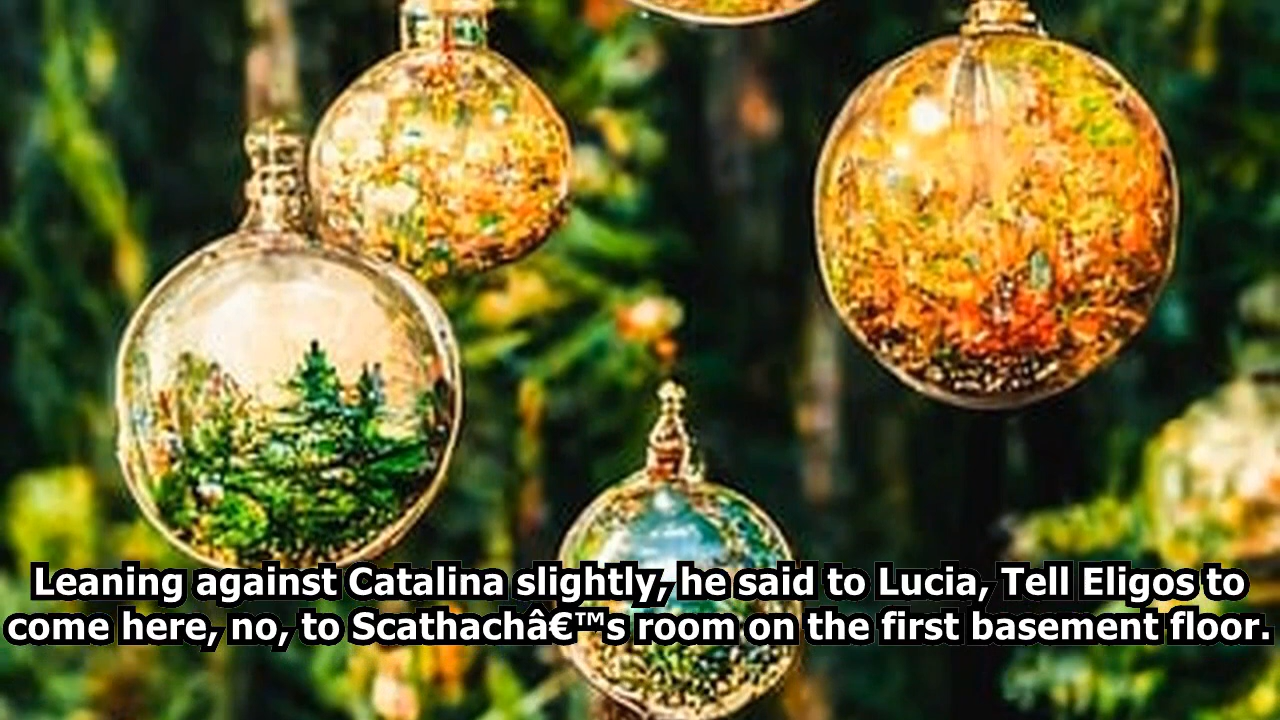 Leaning against Catalina slightly, he said to Lucia, Tell Eligos to
come here, no, to Scathachâ€™s room on the first basement floor.